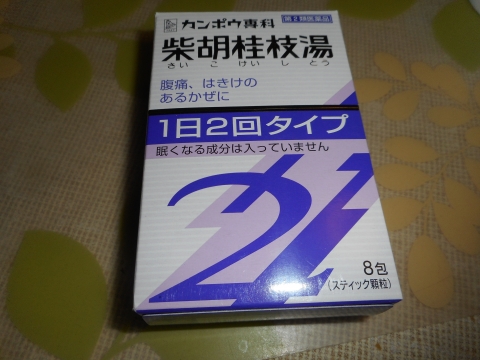 カンポウ専科
第2類医薬品
柴胡桂枝湯
さいこけいしとう
腹痛、はきけの
あるかぜに
1日2回タイプ
眠くなる成分は入っていません
8包
(スティック顆粒)